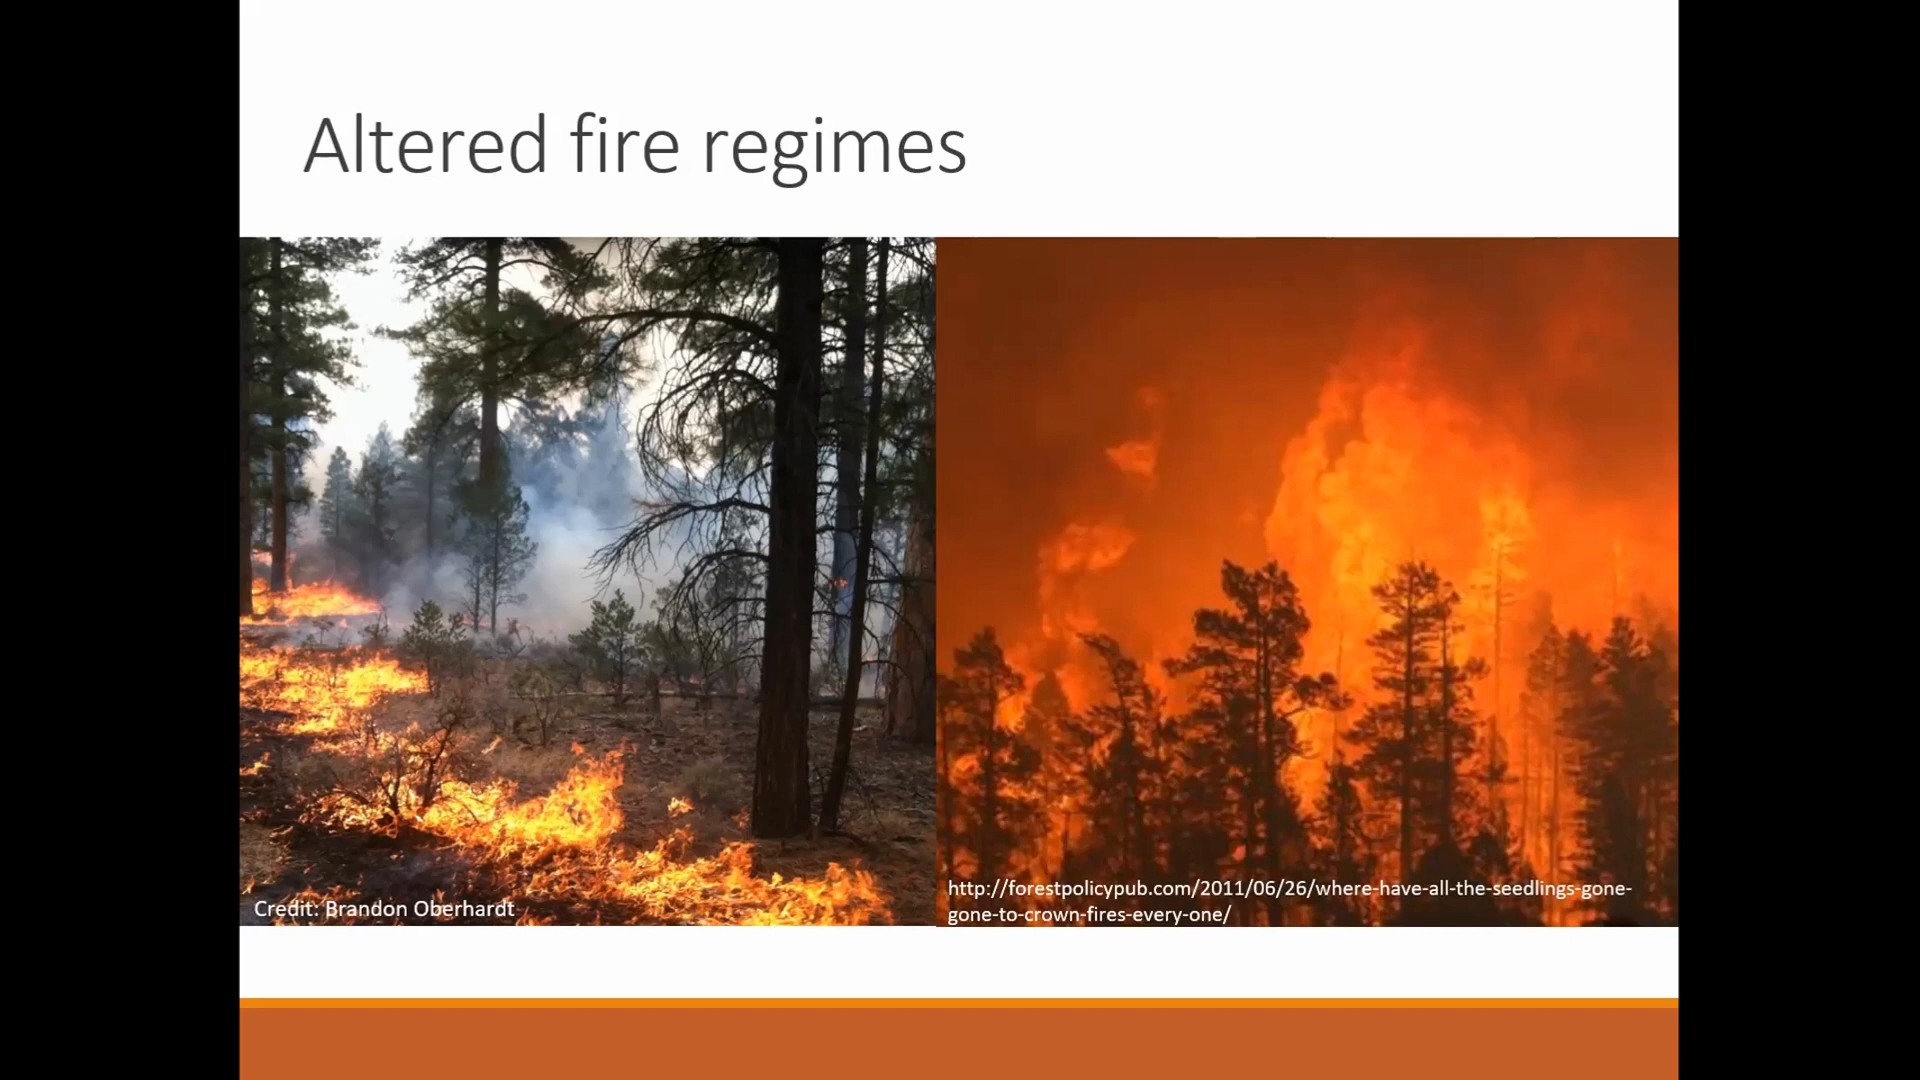 Altered fire regimes
Credit: Brandon Oberhardt
http://forestpolicypub.com/2011/06/26/where-have-all-the-seedlings-gone-
gone-to-crown-fires-every-one/